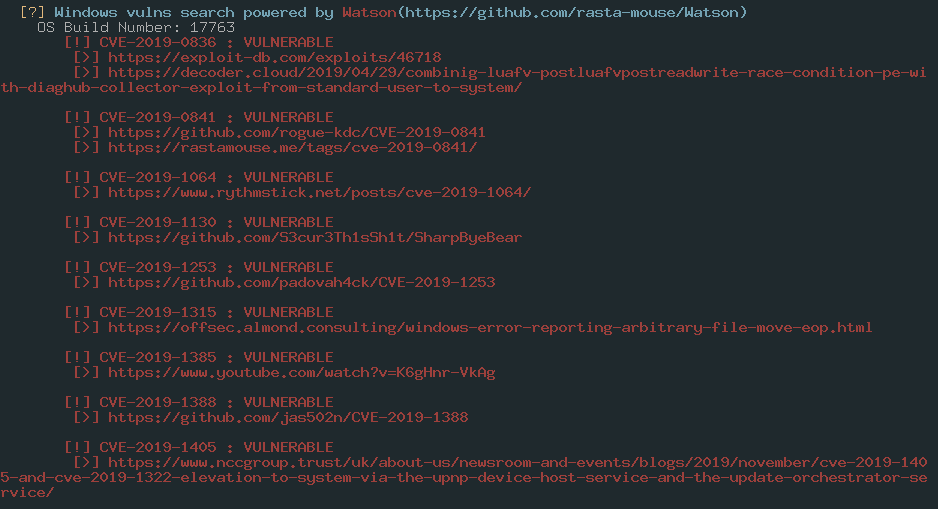 [?] Windows vulns search powered by Watson(https://github.com/rasta-mouse/Watson)
OS Build Number: 17763
[!] CVE-2019-0836 : VULNERABLE
[>] https://exploit-db.com/exploits/46718
[>] https://decoder.cloud/2019/04/29/combinig-luafv-postluafvpostreadwrite-race-condition-pe-wi
th-diaghub-collector-exploit-from-standard-user-to-system/
[!] CVE-2019-0841 : VULNERABLE
[>] https://github.com/rogue-kdc/CVE-2019-0841
[>] https://rastamouse.me/tags/cve-2019-0841/
[!] CVE-2019-1064 : VULNERABLE
[>] https://www.rythmstick.net/posts/cve-2019-1064/
[!] CVE-2019-1130 : VULNERABLE
[>] https://github.com/S3cur3Th1sSh1t/SharpByeBear
[!] CVE-2019-1253 : VULNERABLE
[>] https://github.com/padovah4ck/CVE-2019-1253
[!] CVE-2019-1315 : VULNERABLE
[>] https://offsec.almond.consulting/windows-error-reporting-arbitrary-file-move-eop.html
[!] CVE-2019-1385 : VULNERABLE
[>] https://www.youtube.com/watch?v=K6gHnr-VkAg
[!] CVE-2019-1388 : VULNERABLE
[>] https://github.com/jas502n/CVE-2019-1388
[!] CVE-2019-1405 : VULNERABLE
[>] https://www.nccgroup.trust/uk/about-us/newsroom-and-events/blogs/2019/november/cve-2019-140
5-and-cve-2019-1322-elevation-to-system-via-the-upnp-device-host-service-and-the-update-orchestrator-se
rvice/